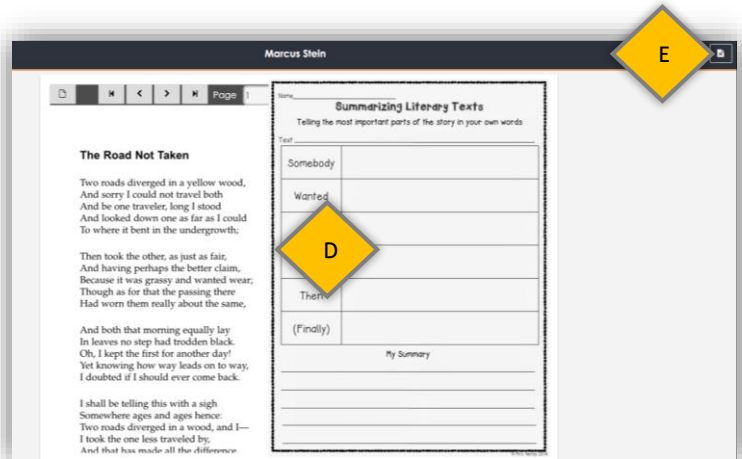 Marcus Stein
E
Page 1
The Road Not Taken
Two roads diverged in a yellow wood,
And sorry I could not travel both
And be one traveler, long I stood
And looked down one as far as I could
To where it bent in the undergrowth;
Then took the other, as just as fair,
And having perhaps the better claim,
Because it was grassy and wanted wear;
Though as for that the passing there
Had worn them really about the same,
And both that morning equally lay
In leaves no step had trodden black.
Oh, I kept the first for another day!
Yet knowing how way leads on to way,
I doubted if I should ever come back.
I shall be telling this with a sigh
Somewhere ages and ages hence:
Two roads diverged in a wood, and I—
I took the one less traveled by,
And that has made all the difference
Name
Summarizing Literary Texts
Telling the most important parts of the story in your own words
Text
Somebody
Wanted
D
Then
(Finally)
My Summary